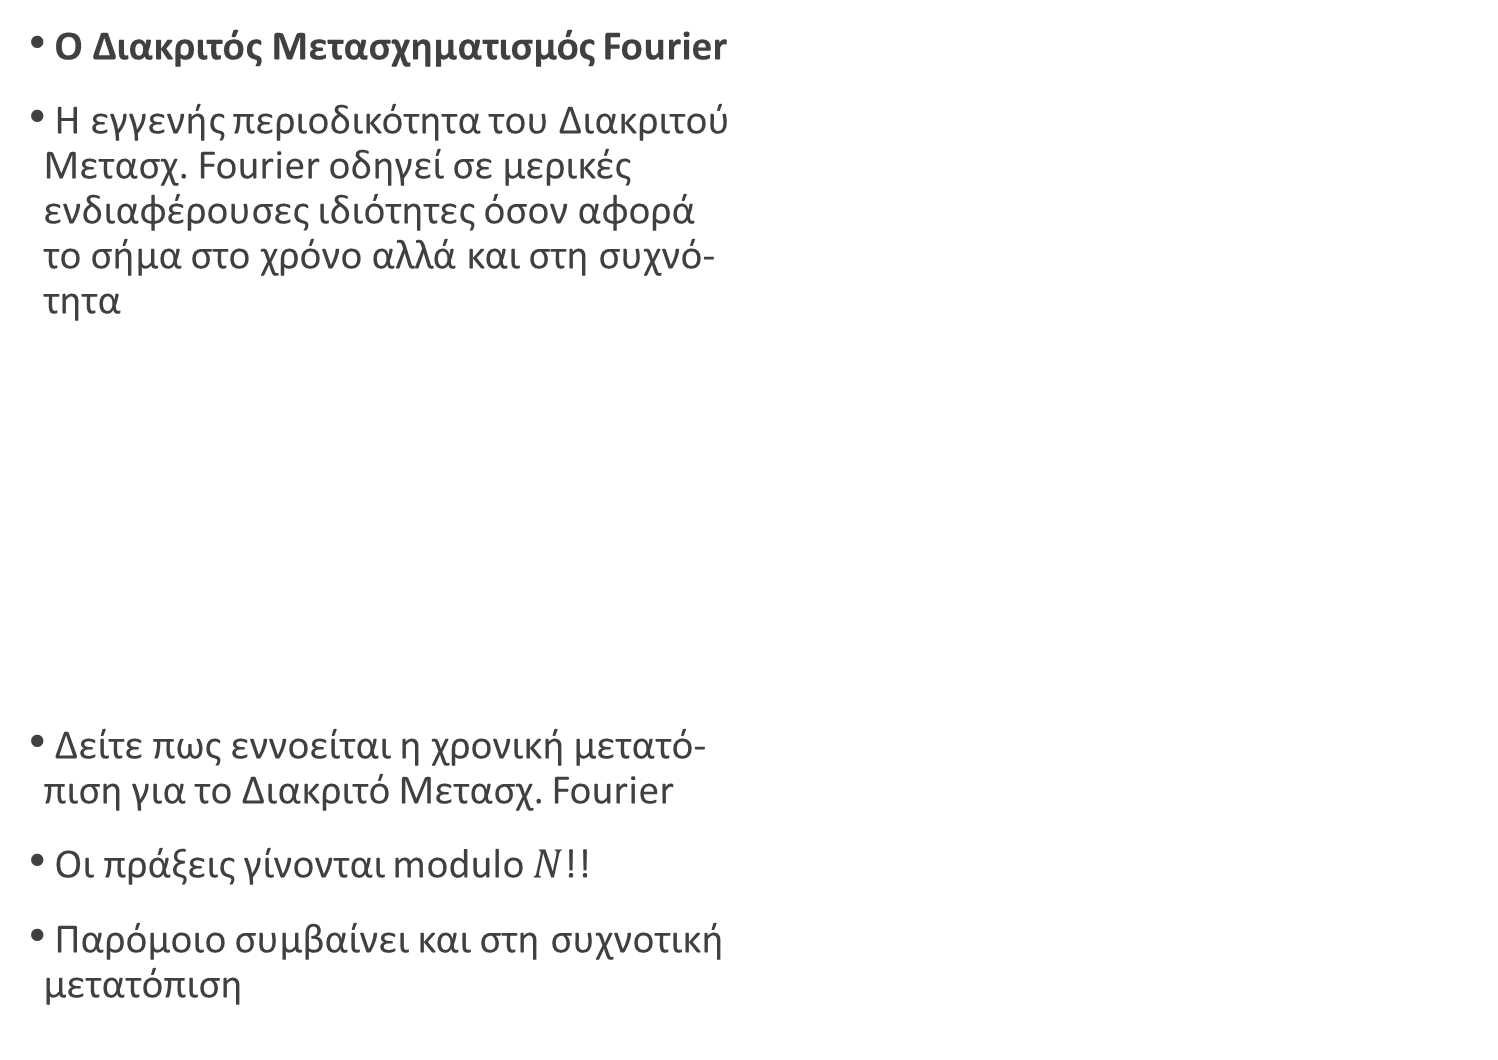 • Ο Διακριτός Μετασχηματισμός Fourier
• Η εγγενής περιοδικότητα του Διακριτού
Μετασχ. Fourier οδηγεί σε μερικές
ενδιαφέρουσες ιδιότητες όσον αφορά
το σήμα στο χρόνο αλλά και στη συχνό-
τητα
• Δείτε πως εννοείται η χρονική μετατό-
πιση για το Διακριτό Μετασχ. Fourier
• Οι πράξεις γίνονται modulo N!!
• Παρόμοιο συμβαίνει και στη συχνοτική
μετατόπιση